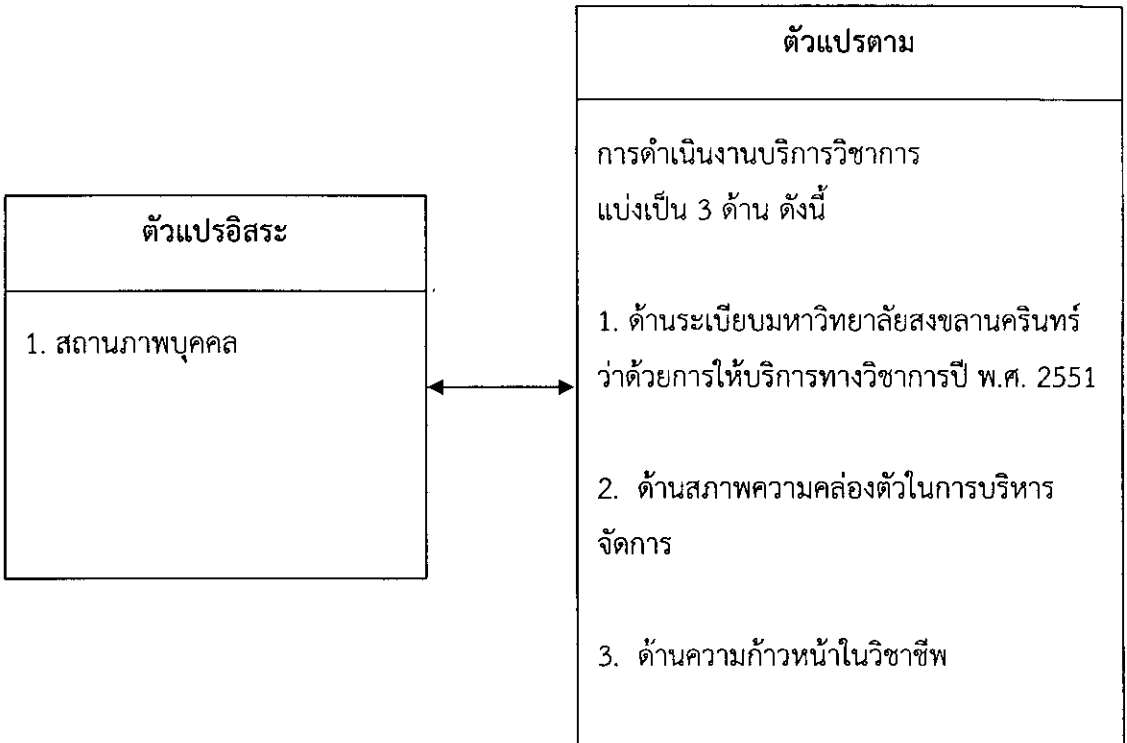 ตัวแปรอิสระ
1. สถานภาพบุคคล
ตัวแปรตาม
การดำเนินงานบริการวิชาการ
แบ่งเป็น 3 ด้าน ดังนี้
1. ด้านระเบียบมหาวิทยาลัยสงขลานครินทร์
ว่าด้วยการให้บริการทางวิชาการปี พ.ศ. 2551
2. ด้านสภาพความคล่องตัวในการบริหาร
จัดการ
3. ด้านความก้าวหน้าในวิชาชีพ